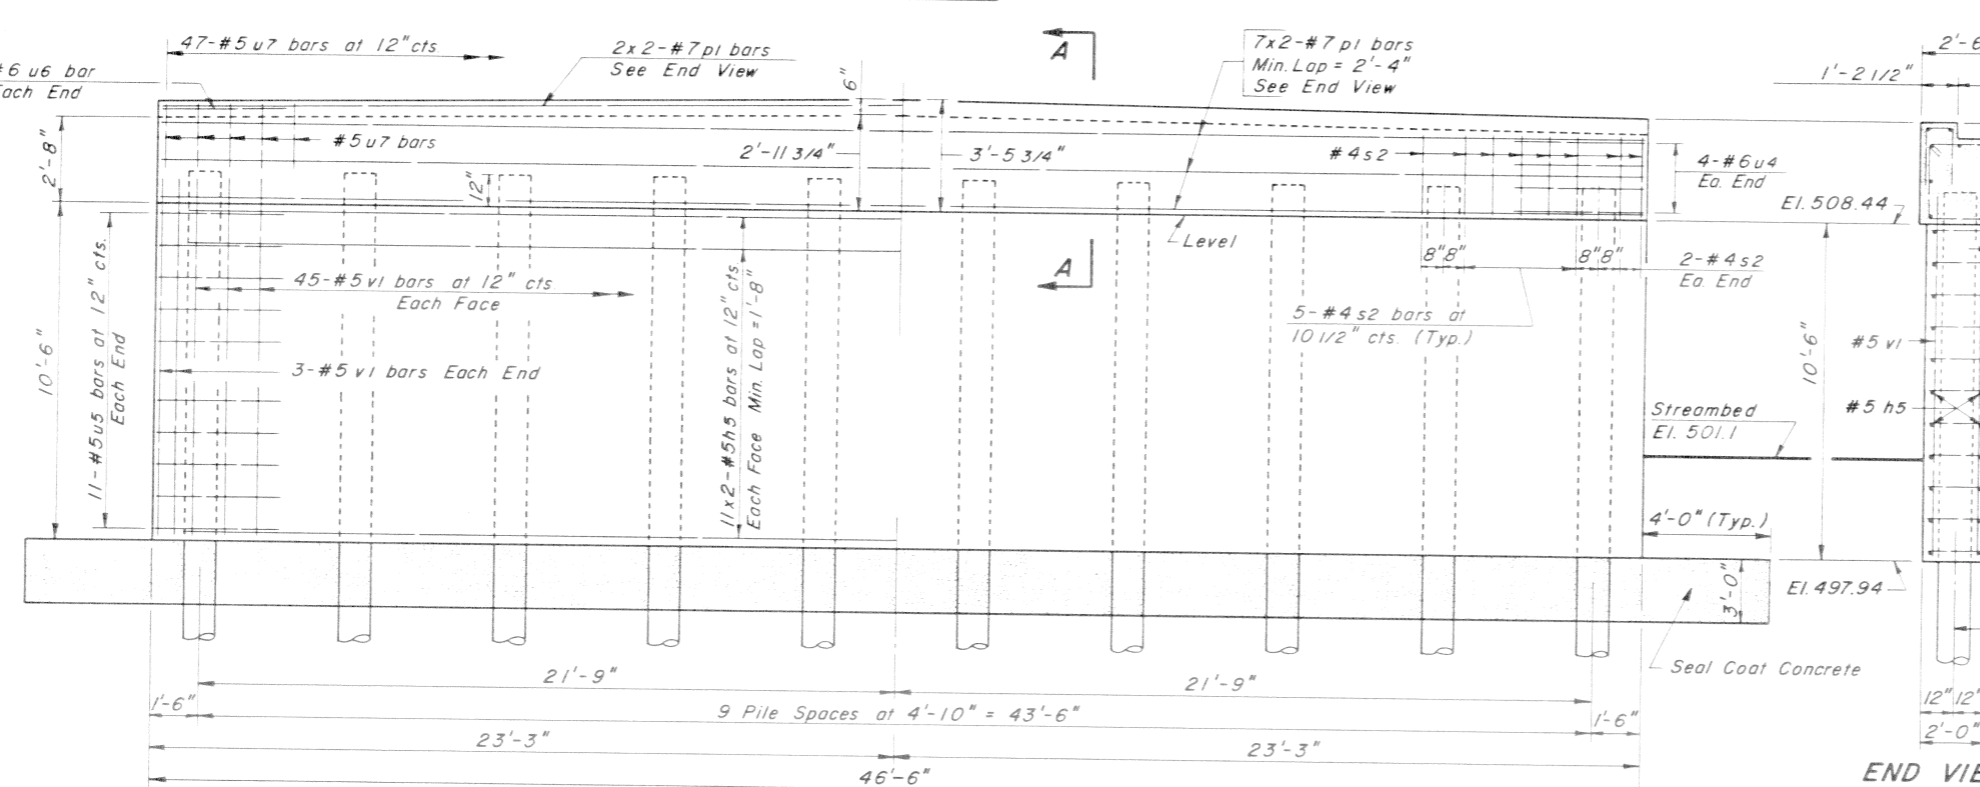 47-#5 u7 bars at 12" cts.
2x2-#7 p1 bars
See End View
A
7x2-#7 p1 bars
Min. Lap = 2'-4"
See End View
2'-6
1'-2 1/2"
#6 u6 bar
Each End
6"
#5 u7 bars
2'-8"
2'-11 3/4"
3'-5 3/4"
#4 s2
4-#6 u4
Ea. End
12"
El. 508.44
Level
A
8" 8"
8" 8"
2-#4 s2
Ea. End
45-#5 v1 bars at 12" cts
Each Face
5-#4 s2 bars at
10 1/2" cts. (Typ.)
10'-6"
11-#5 u5 bars at 12" cts.
Each End
3-#5 v1 bars Each End
11x2-#5 h5 bars at 12" cts
Each Face Min. Lap = 1'-8"
10'-6"
#5 v1
#5 h5
Streambed
El. 501.1
4'-0" (Typ.)
3'-0"
El. 497.94
Seal Coat Concrete
21'-9"
21'-9"
1'-6"
9 Pile Spaces at 4'-10" = 43'-6"
1'-6"
23'-3"
23'-3"
46'-6"
12" 12"
2'-0"
END VIE